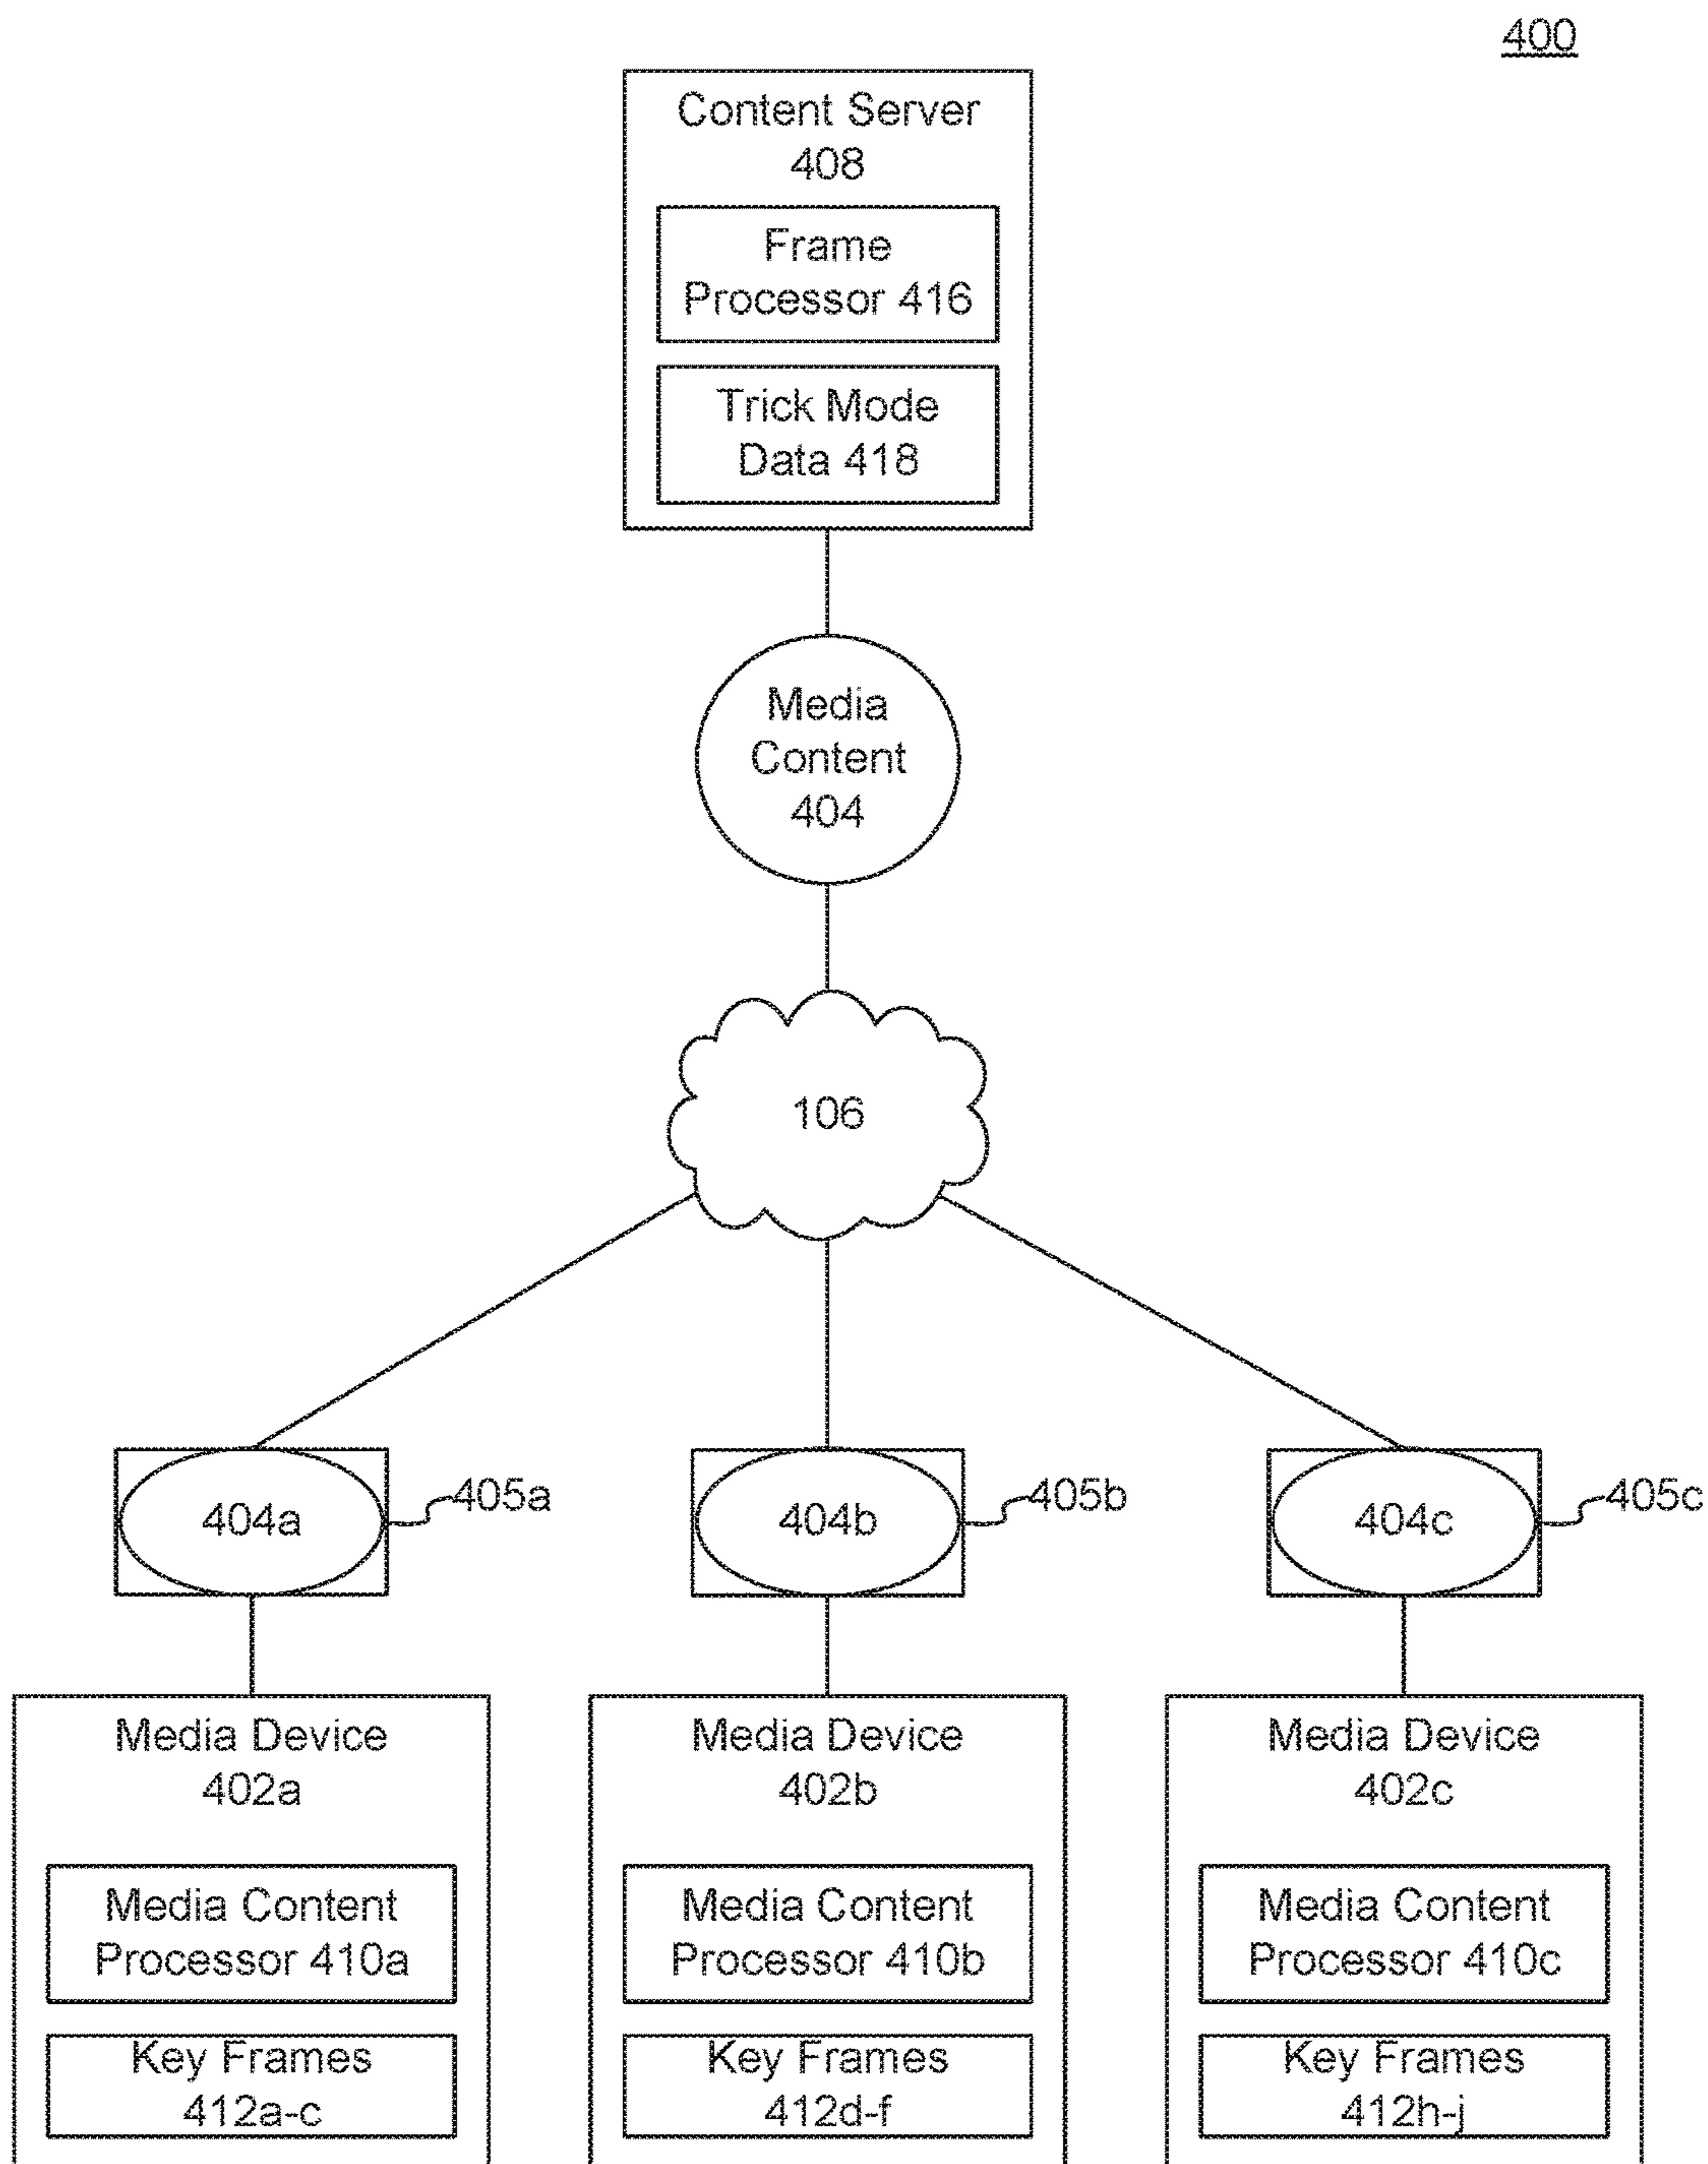 400
Content Server
408
Frame
Processor 416
Trick Mode
Data 418
Media
Content
404
106
404a
405a
404b
405b
404c
405c
Media Device
402a
Media Content
Processor 410a
Key Frames
412a-c
Media Device
402b
Media Content
Processor 410b
Key Frames
412d-f
Media Device
402c
Media Content
Processor 410c
Key Frames
412h-j